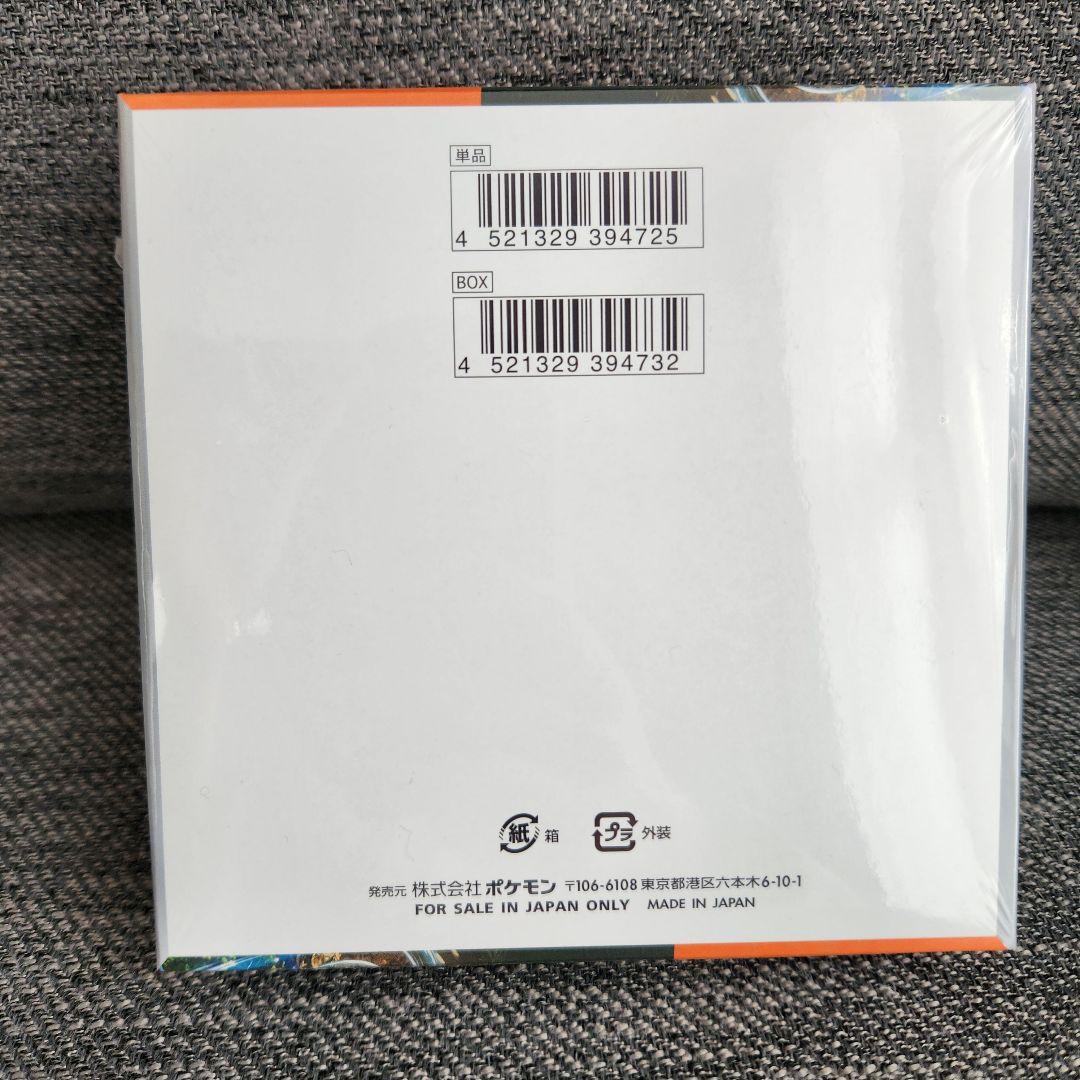 単品
4 521329 394725
BOX
4 521329 394732
紙 箱
プラ 外装
発売元 株式会社 ポケモン 〒106-6108 東京都港区六本木6-10-1
FOR SALE IN JAPAN ONLY MADE IN JAPAN